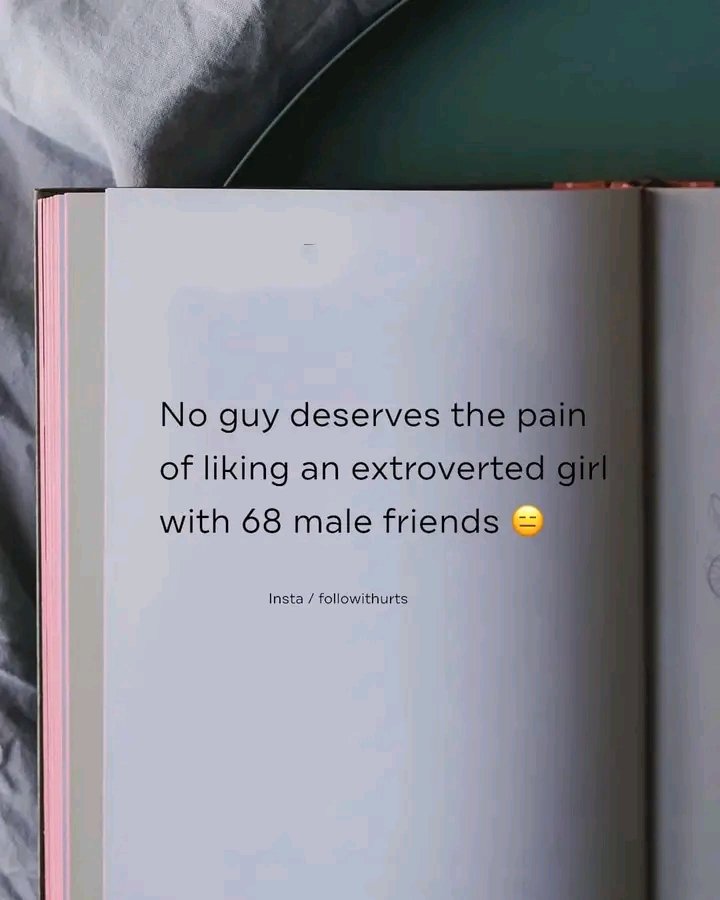 No guy deserves the pain
of liking an extroverted girl
with 68 male friends 😑
Insta / followithurts